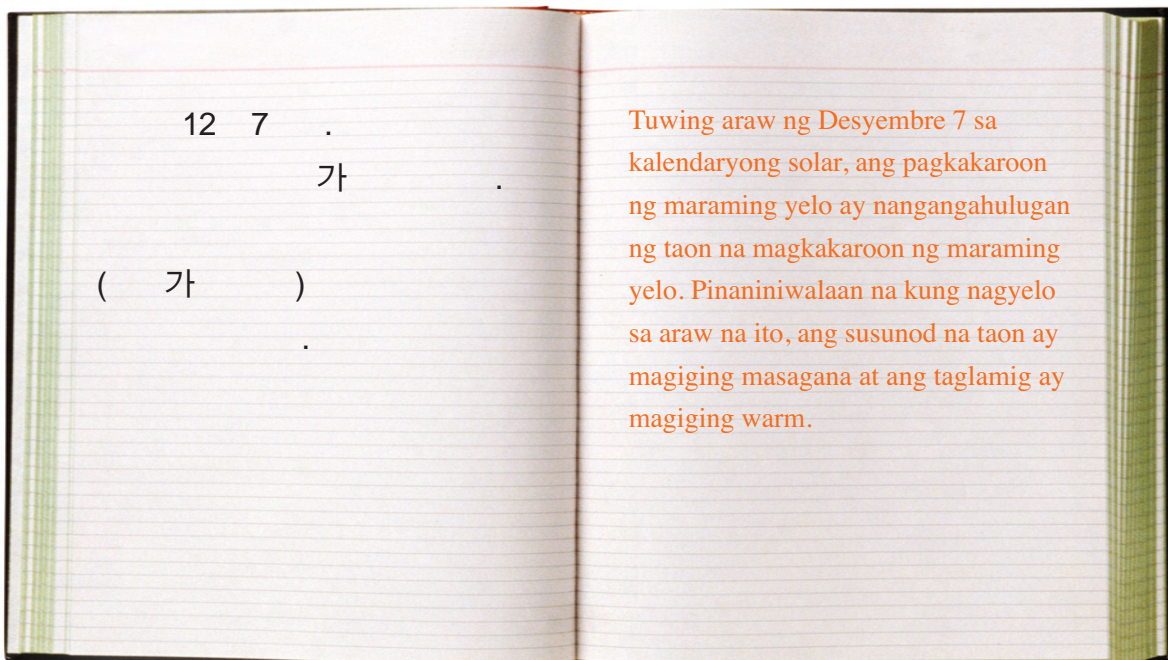 12 7 .
가 .
( 가 )
.
Tuwing araw ng Desyembre 7 sa
kalendaryong solar, ang pagkakaroon
ng maraming yelo ay nangangahulugan
ng taon na magkakaroon ng maraming
yelo. Pinaniniwalaan na kung nagyelo
sa araw na ito, ang susunod na taon ay
magiging masagana at ang taglamig ay
magiging warm.